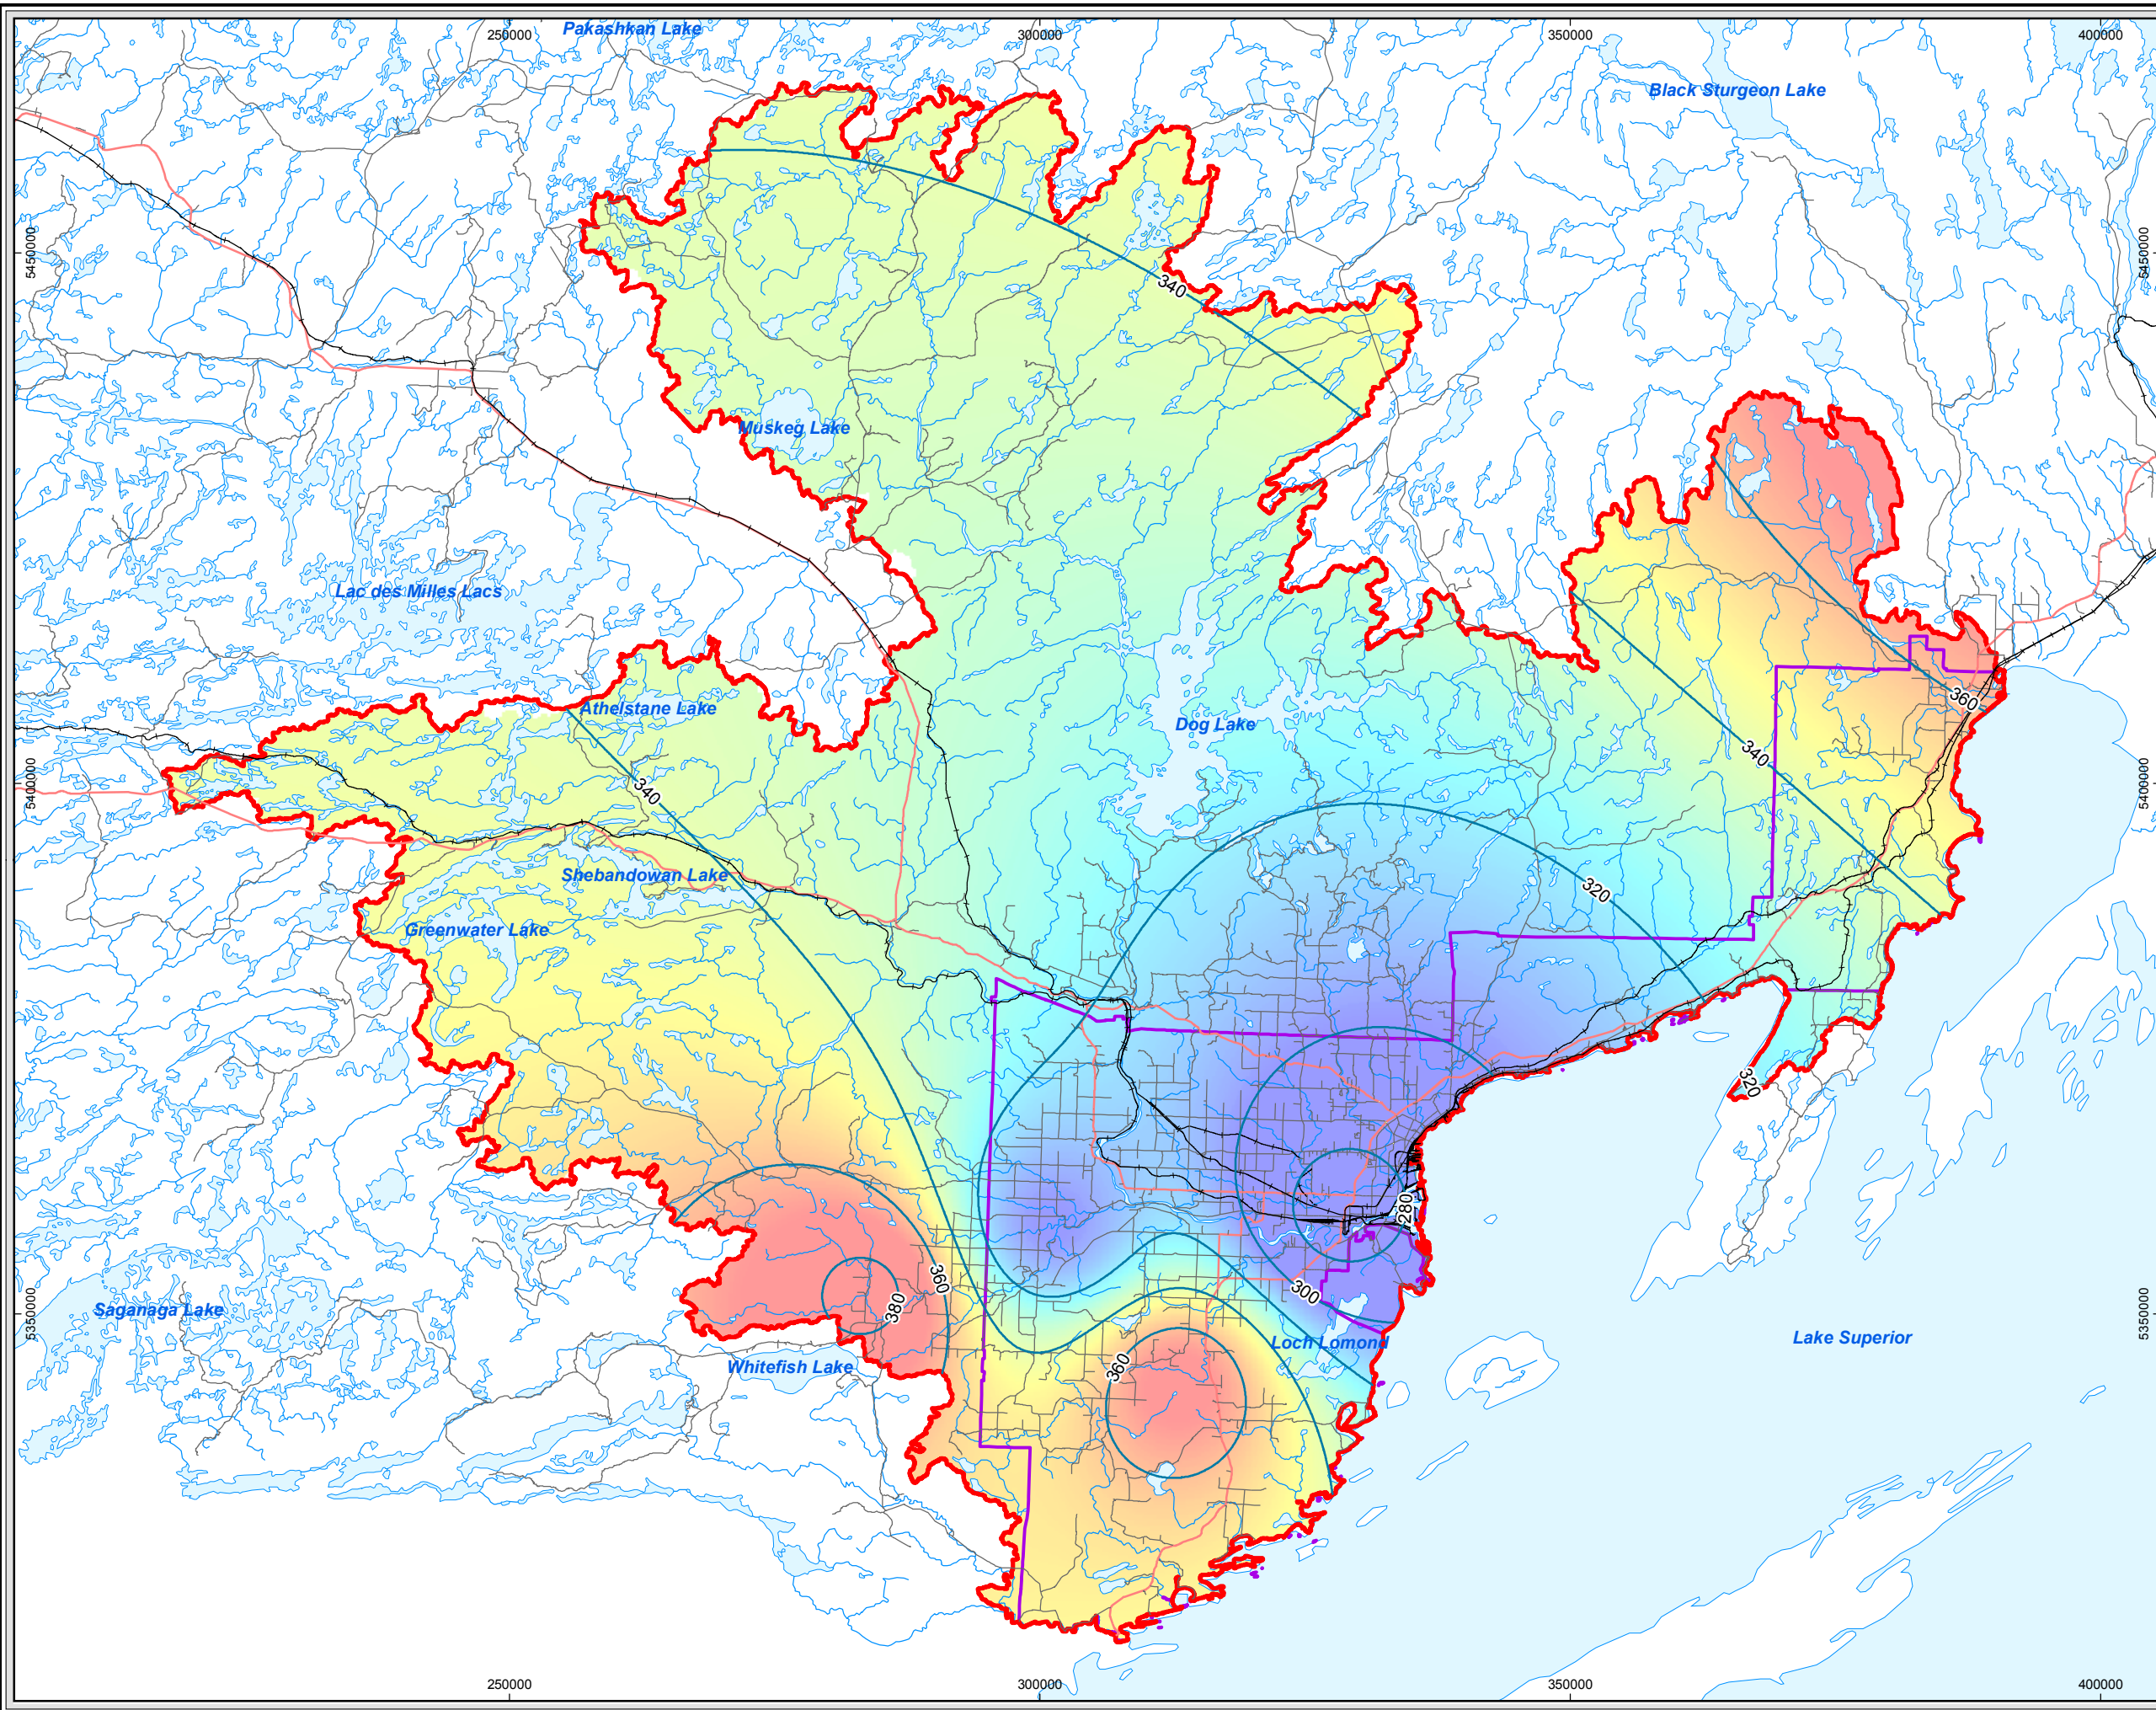 250000
Pakashkan Lake
300000
350000
400000
Black Sturgeon Lake
5450000
5450000
340
Muskeg Lake
Lac des Milles Lacs
360
Athelstane Lake
Dog Lake
340
340
5400000
5400000
Shebandowan Lake
320
Greenwater Lake
320
280
360
300
380
Saganaga Lake
5350000
5350000
Loch Lomond
Lake Superior
Whitefish Lake
360
250000
300000
350000
400000